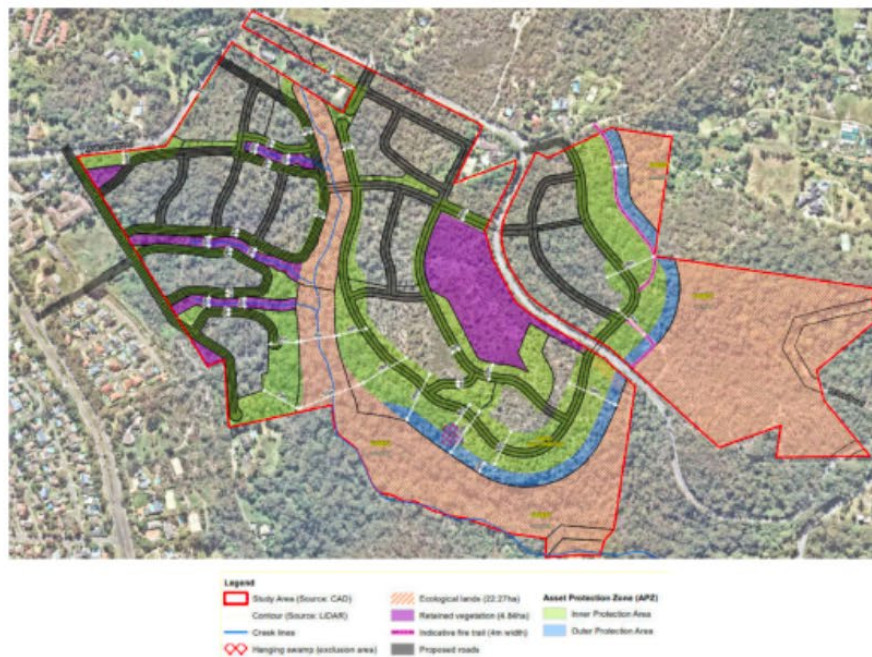 Legend
Study Area (Source: CAD)
Contour (Source: LiDAR)
Creek lines
Hanging swamp (exclusion area)
Ecological lands (22.27ha)
Retained vegetation (4.84ha)
Indicative fire trail (4m width)
Proposed roads
Asset Protection Zone (APZ)
Inner Protection Area
Outer Protection Area